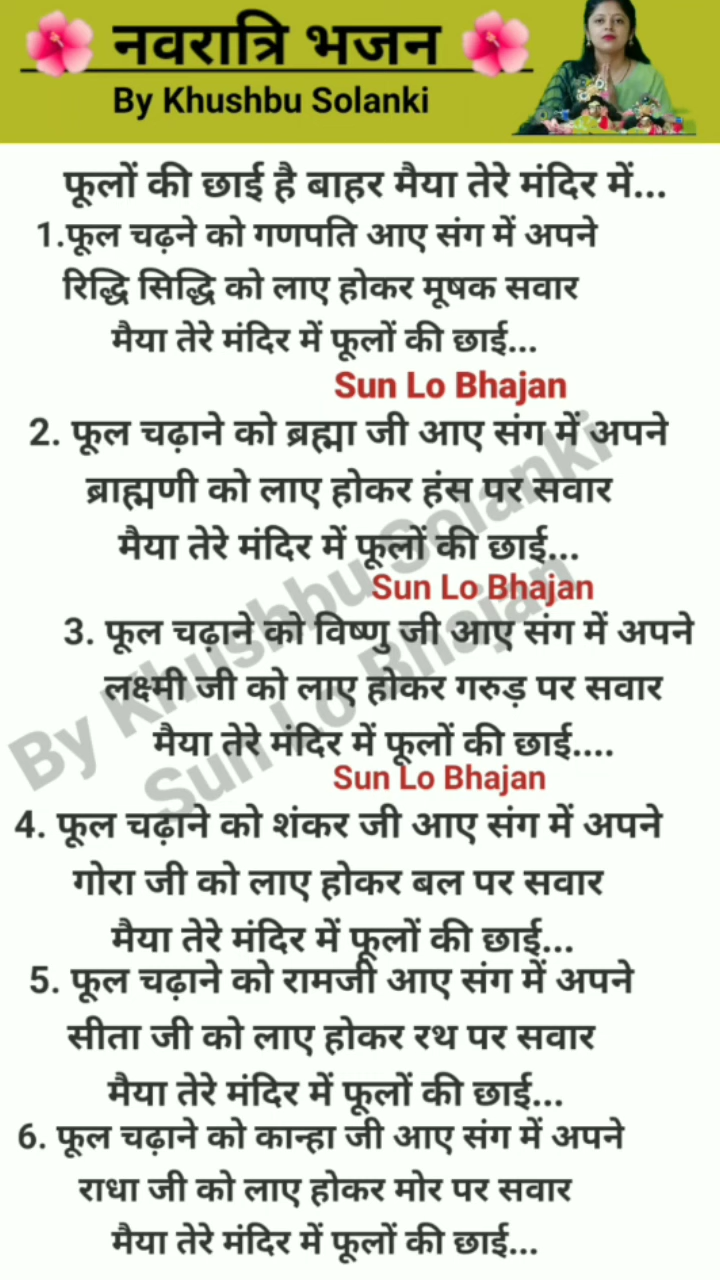 नवरात्रि भजन
By Khushbu Solanki
फूलों की छाई है बाहर मैया तेरे मंदिर में...
1.फूल चढ़ने को गणपति आए संग में अपने
रिद्धि सिद्धि को लाए होकर मूषक सवार
मैया तेरे मंदिर में फूलों की छाई...
Sun Lo Bhajan
2. फूल चढ़ाने को ब्रह्मा जी आए संग में अपने
ब्राह्मणी को लाए होकर हंस पर सवार
मैया तेरे मंदिर में फूलों की छाई...
Sun Lo Bhajan
3. फूल चढ़ाने को विष्णु जी आए संग में अपने
लक्ष्मी जी को लाए होकर गरुड़ पर सवार
मैया तेरे मंदिर में फूलों की छाई....
Sun Lo Bhajan
By Khushbu Solanki
Sun Lo Bhajan
4. फूल चढ़ाने को शंकर जी आए संग में अपने
गोरा जी को लाए होकर बल पर सवार
मैया तेरे मंदिर में फूलों की छाई...
5. फूल चढ़ाने को रामजी आए संग में अपने
सीता जी को लाए होकर रथ पर सवार
मैया तेरे मंदिर में फूलों की छाई...
6. फूल चढ़ाने को कान्हा जी आए संग में अपने
राधा जी को लाए होकर मोर पर सवार
मैया तेरे मंदिर में फूलों की छाई...